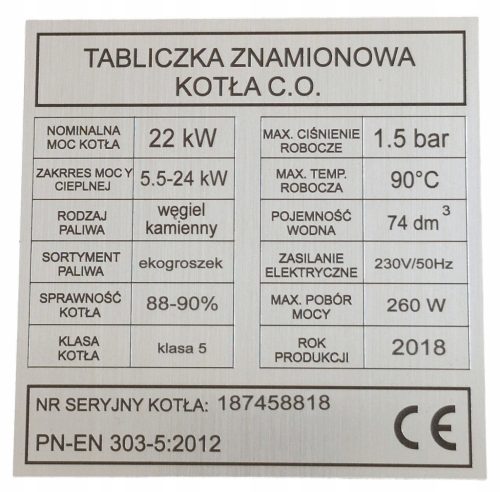 TABLICZKA ZNAMIONOWA
KOTŁA C.O.
NOMINALNA
MOC KOTŁA
22 kW
ZAKRRES MOCY
CIEPLNEJ
5.5-24 kW
RODZAJ
PALIWA
węgiel
kamienny
SORTYMENT
PALIWA
ekogroszek
SPRAWNOŚĆ
KOTŁA
88-90%
KLASA
KOTŁA
klasa 5
MAX. CIŚNIENIE
ROBOCZE
1.5 bar
MAX. TEMP.
ROBOCZA
90°C
POJEMNOŚĆ
WODNA
74 dm³
ZASILANIE
ELEKTRYCZNE
230V/50Hz
MAX. POBÓR
MOCY
260 W
ROK
PRODUKCJI
2018
NR SERYJNY KOTŁA: 187458818
PN-EN 303-5:2012
CE